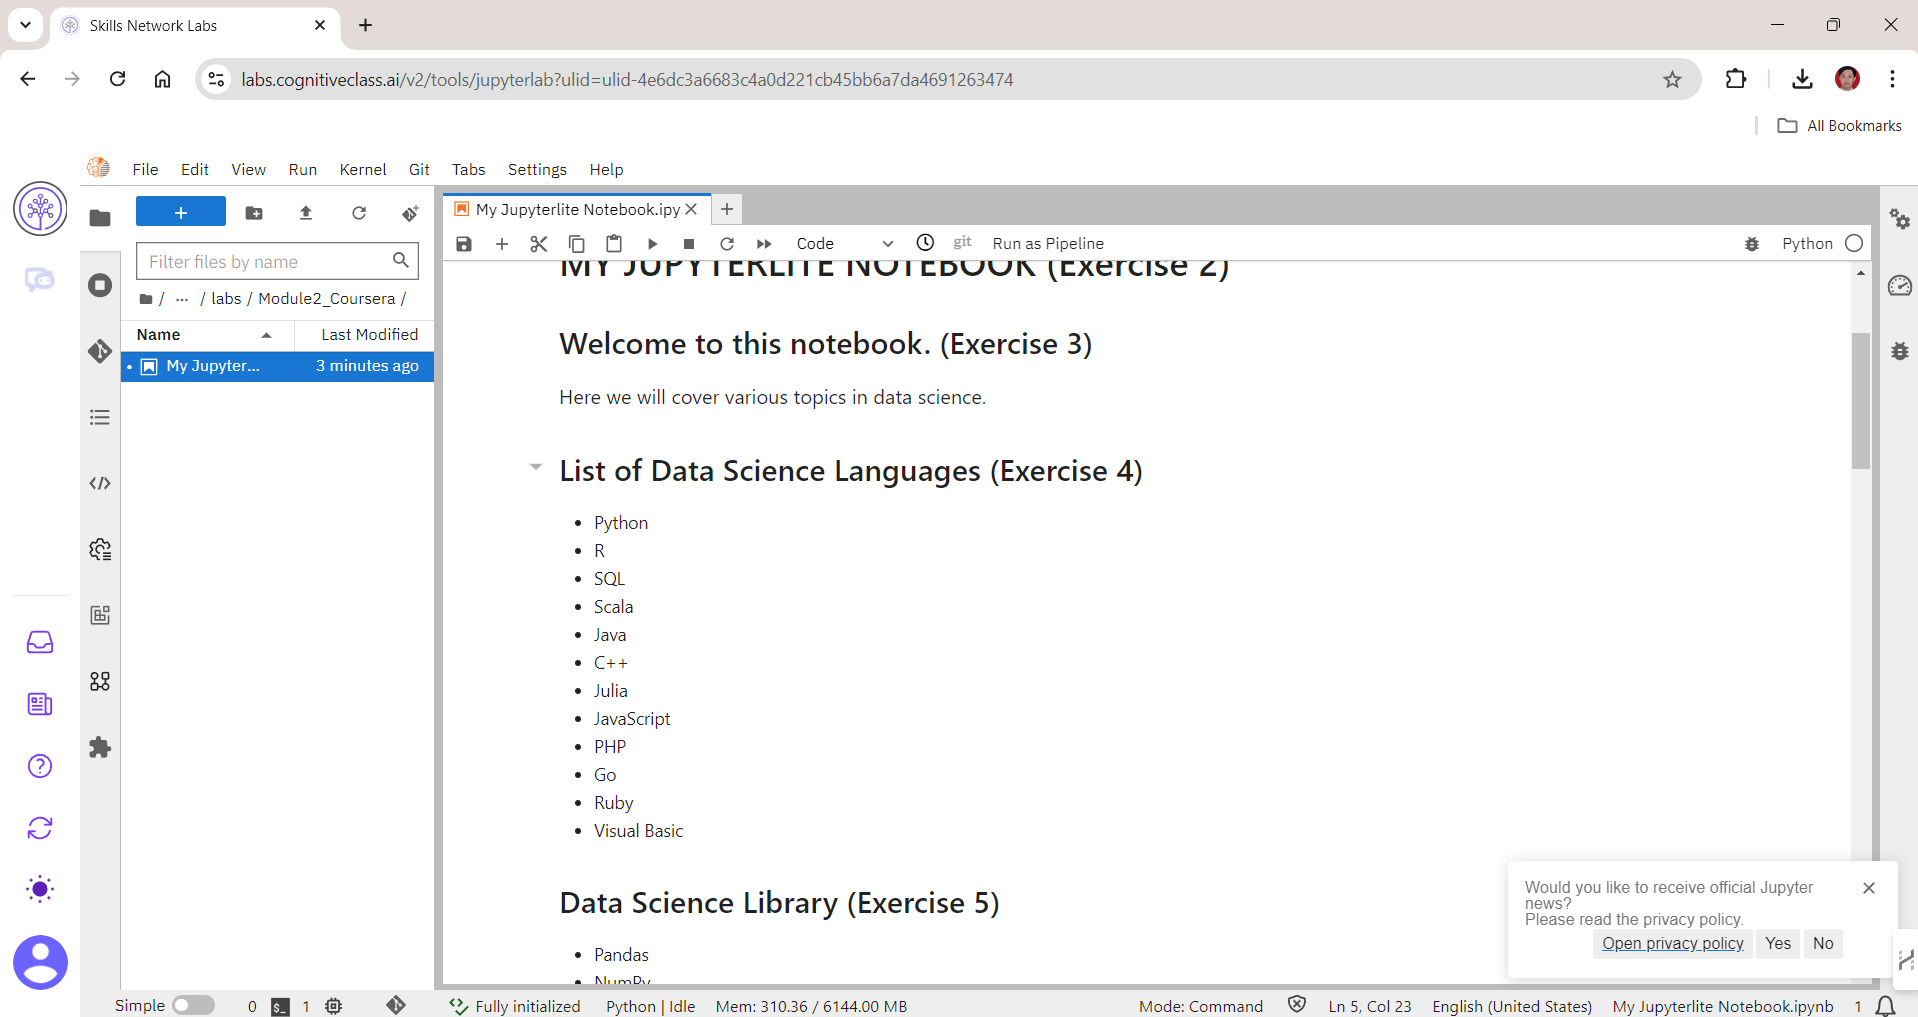 Skills Network Labs
labs.cognitiveclass.ai/v2/tools/jupyterlab?ulid=ulid-4e6dc3a6683c4a0d221cb45bb6a7da4691263474
All Bookmarks
File Edit View Run Kernel Git Tabs Settings Help
My Jupyterlite Notebook.ipy
Code git Run as Pipeline Python
Filter files by name
/ ... / labs / Module2_Coursera /
Name Last Modified
My Jupyter... 3 minutes ago
MY JUPYTERLITE NOTEBOOK (Exercise 2)
Welcome to this notebook. (Exercise 3)
Here we will cover various topics in data science.
List of Data Science Languages (Exercise 4)
• Python
• R
• SQL
• Scala
• Java
• C++
• Julia
• JavaScript
• PHP
• Go
• Ruby
• Visual Basic
Data Science Library (Exercise 5)
• Pandas
• NumPy
Would you like to receive official Jupyter
news?
Please read the privacy policy.
Open privacy policy Yes No
Simple 0 $_ 1 Fully initialized Python | Idle Mem: 310.36 / 6144.00 MB Mode: Command Ln 5, Col 23 English (United States) My Jupyterlite Notebook.ipynb 1